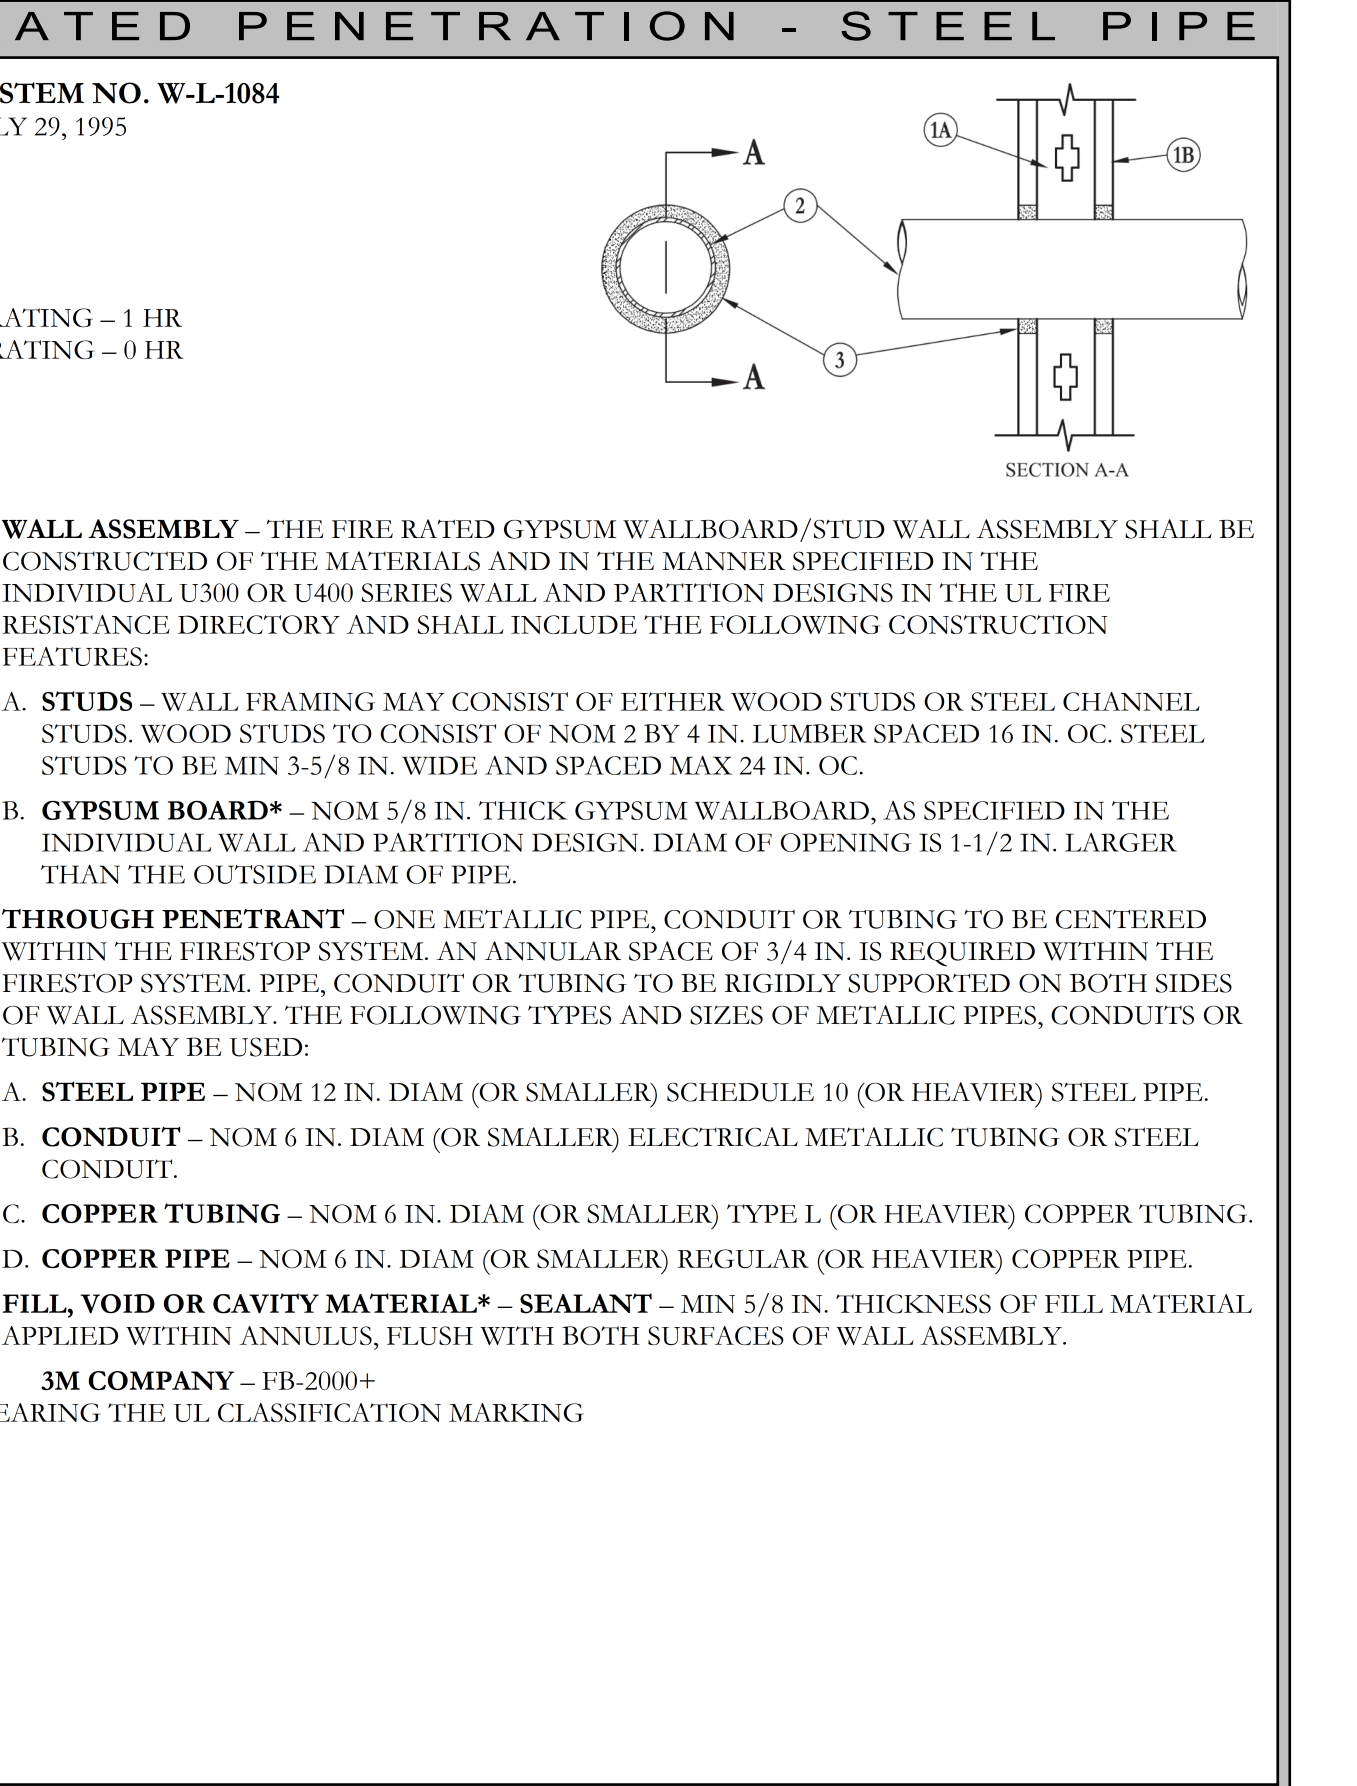 ATED PENETRATION - STEEL PIPE
STEM NO. W-L-1084
LY 29, 1995
A
1A
1B
2
ATING – 1 HR
RATING – 0 HR
3
A
SECTION A-A
WALL ASSEMBLY – THE FIRE RATED GYPSUM WALLBOARD/STUD WALL ASSEMBLY SHALL BE
CONSTRUCTED OF THE MATERIALS AND IN THE MANNER SPECIFIED IN THE
INDIVIDUAL U300 OR U400 SERIES WALL AND PARTITION DESIGNS IN THE UL FIRE
RESISTANCE DIRECTORY AND SHALL INCLUDE THE FOLLOWING CONSTRUCTION
FEATURES:
A. STUDS – WALL FRAMING MAY CONSIST OF EITHER WOOD STUDS OR STEEL CHANNEL
STUDS. WOOD STUDS TO CONSIST OF NOM 2 BY 4 IN. LUMBER SPACED 16 IN. OC. STEEL
STUDS TO BE MIN 3-5/8 IN. WIDE AND SPACED MAX 24 IN. OC.
B. GYPSUM BOARD* – NOM 5/8 IN. THICK GYPSUM WALLBOARD, AS SPECIFIED IN THE
INDIVIDUAL WALL AND PARTITION DESIGN. DIAM OF OPENING IS 1-1/2 IN. LARGER
THAN THE OUTSIDE DIAM OF PIPE.
THROUGH PENETRANT – ONE METALLIC PIPE, CONDUIT OR TUBING TO BE CENTERED
WITHIN THE FIRESTOP SYSTEM. AN ANNULAR SPACE OF 3/4 IN. IS REQUIRED WITHIN THE
FIRESTOP SYSTEM. PIPE, CONDUIT OR TUBING TO BE RIGIDLY SUPPORTED ON BOTH SIDES
OF WALL ASSEMBLY. THE FOLLOWING TYPES AND SIZES OF METALLIC PIPES, CONDUITS OR
TUBING MAY BE USED:
A. STEEL PIPE – NOM 12 IN. DIAM (OR SMALLER) SCHEDULE 10 (OR HEAVIER) STEEL PIPE.
B. CONDUIT – NOM 6 IN. DIAM (OR SMALLER) ELECTRICAL METALLIC TUBING OR STEEL
CONDUIT.
C. COPPER TUBING – NOM 6 IN. DIAM (OR SMALLER) TYPE L (OR HEAVIER) COPPER TUBING.
D. COPPER PIPE – NOM 6 IN. DIAM (OR SMALLER) REGULAR (OR HEAVIER) COPPER PIPE.
FILL, VOID OR CAVITY MATERIAL* – SEALANT – MIN 5/8 IN. THICKNESS OF FILL MATERIAL
APPLIED WITHIN ANNULUS, FLUSH WITH BOTH SURFACES OF WALL ASSEMBLY.
3M COMPANY – FB-2000+
EARING THE UL CLASSIFICATION MARKING